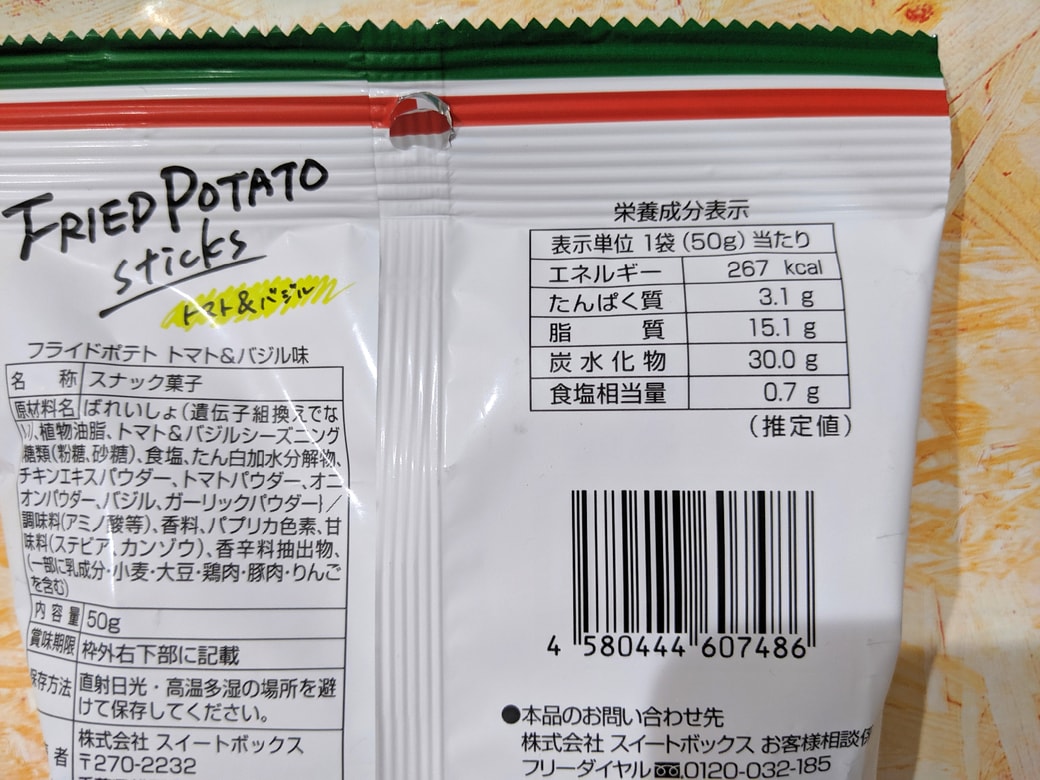 FRIED POTATO
sticks
トマト&バジル
フライドポテト トマト&バジル味
名 称 スナック菓子
原材料名 ばれいしょ(遺伝子組換えでな
い)、植物油脂、トマト&バジルシーズニング
糖類(粉糖、砂糖)、食塩、たん白加水分解物、
チキンエキスパウダー、トマトパウダー、オニ
オンパウダー、バジル、ガーリックパウダー}/
調味料(アミノ酸等)、香料、パプリカ色素、甘
味料(ステビア、カンゾウ)、香辛料抽出物、
(一部に乳成分・小麦・大豆・鶏肉・豚肉・りんご
を含む)
内容量 50g
賞味期限 枠外右下部に記載
保存方法 直射日光・高温多湿の場所を避
けて保存してください。
者 株式会社 スイートボックス
〒270-2232
栄養成分表示
表示単位 1袋(50g)当たり
エネルギー 267 kcal
たんぱく質 3.1 g
脂質 15.1 g
炭水化物 30.0 g
食塩相当量 0.7 g
(推定値)
4 580444 607486
●本品のお問い合わせ先
株式会社 スイートボックス お客様相談係
フリーダイヤル 0120-032-185